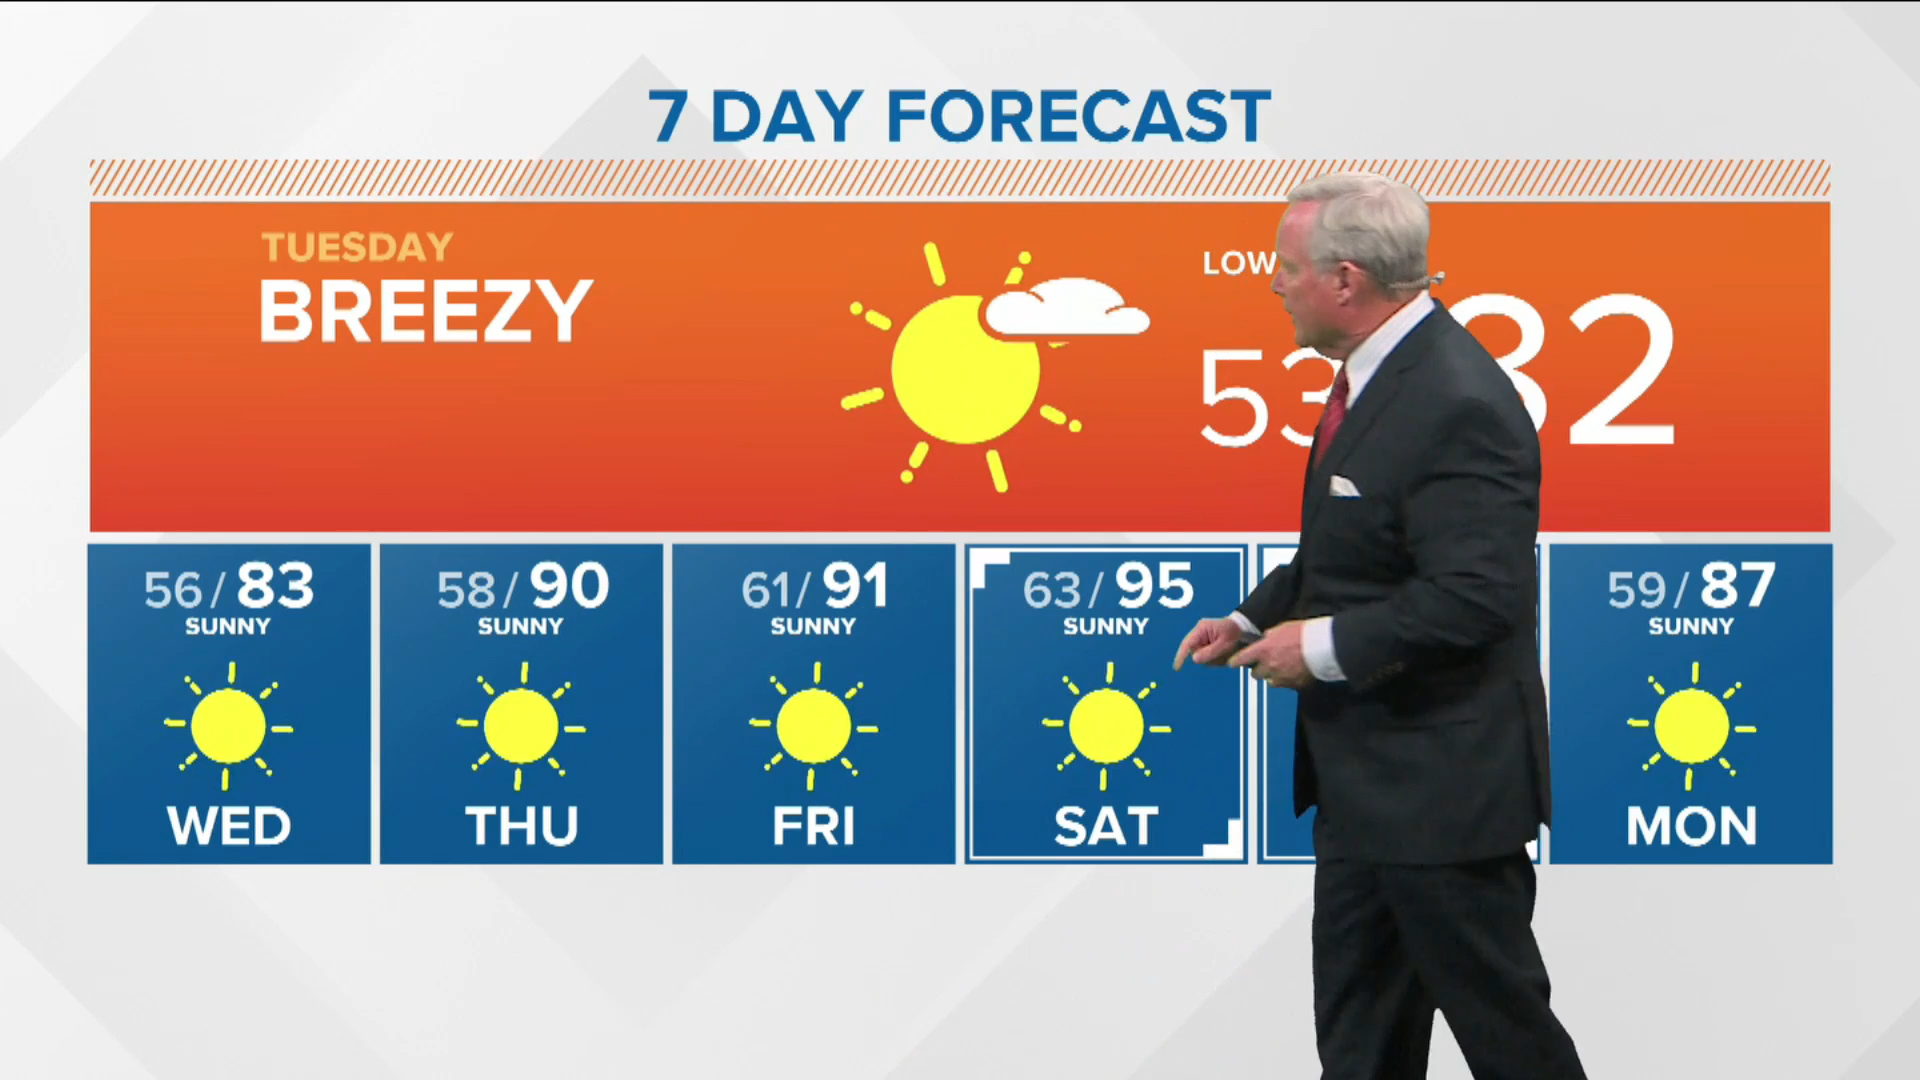 7 DAY FORECAST
TUESDAY
BREEZY
LOW
53
82
56/83
SUNNY
WED
58/90
SUNNY
THU
61/91
SUNNY
FRI
63/95
SUNNY
SAT
59/87
SUNNY
MON